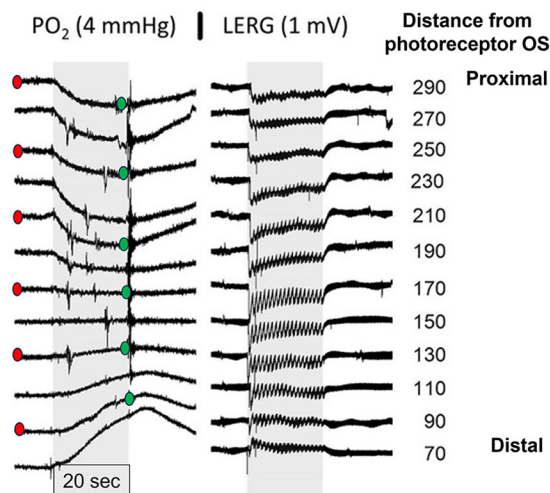 PO2 (4 mmHg) LERG (1 mV) Distance from
photoreceptor OS
290 Proximal
270
250
230
210
190
170
150
130
110
90
70 Distal
20 sec